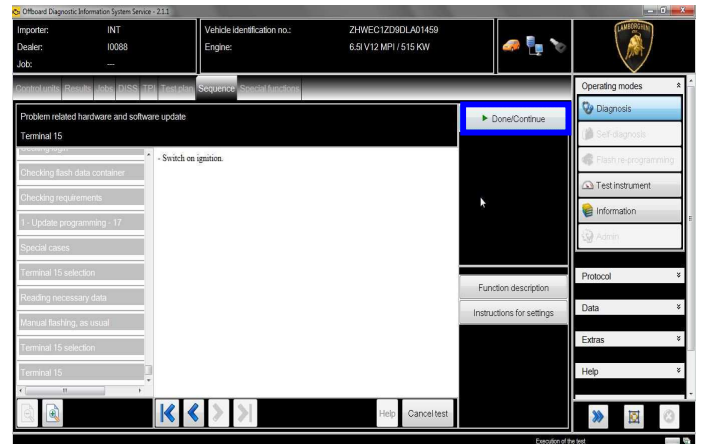 Offboard Diagnostic Information System Service - 2.1.1
Importer: INT
Dealer: I0088
Job: ---
Vehicle identification no.: ZHWEC1ZD9DLA01459
Engine: 6.5l V12 MPI / 515 KW
LAMBORGHINI
Control units Results Jobs DISS TPI Test plan Sequence Special functions
Problem related hardware and software update
Terminal 15
Done/Continue
- Switch on ignition.
Checking flash data container
Checking requirements
1 - Update programming - 17
Special cases
Terminal 15 selection
Reading necessary data
Manual flashing, as usual
Terminal 15 selection
Terminal 15
Function description
Instructions for settings
Help Cancel test
Operating modes
Diagnosis
Self-diagnosis
Flash re-programming
Test instrument
Information
Admin
Protocol
Data
Extras
Help
Execution of the test